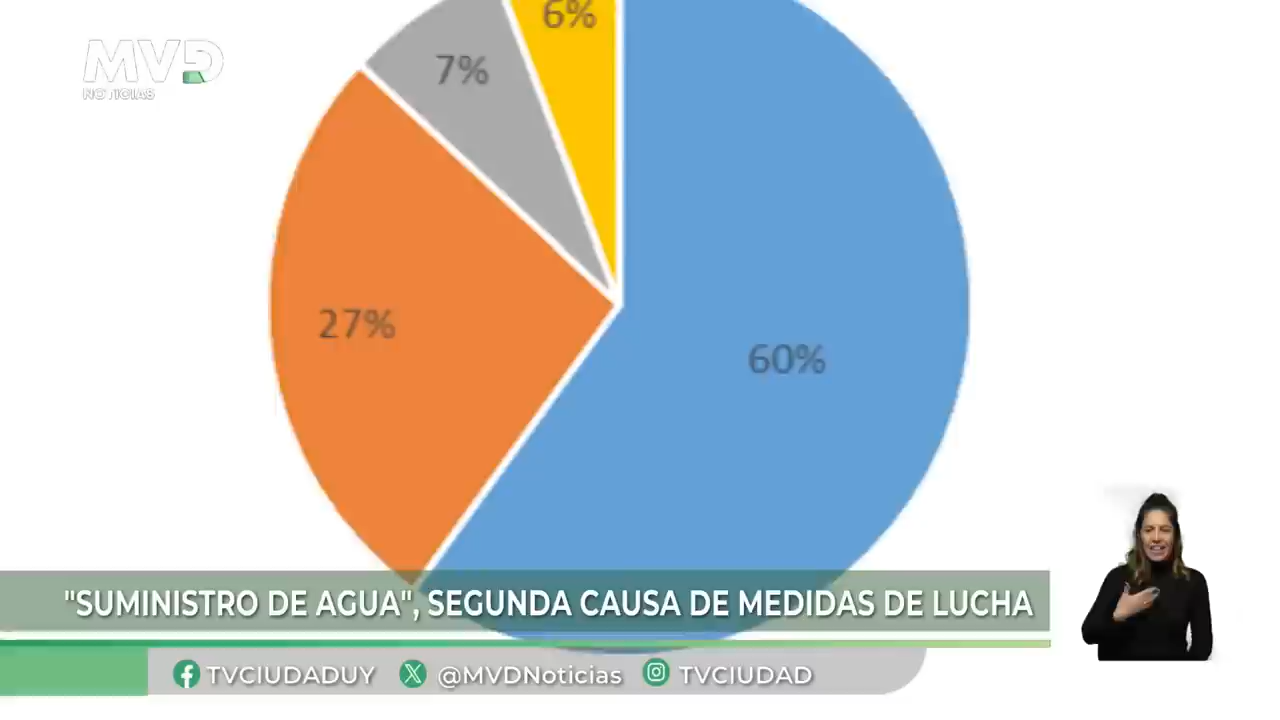 MVD
NOTICIAS
6%
7%
27%
60%
"SUMINISTRO DE AGUA", SEGUNDA CAUSA DE MEDIDAS DE LUCHA
TVCIUDADUY @MVDNoticias TVCIUDAD